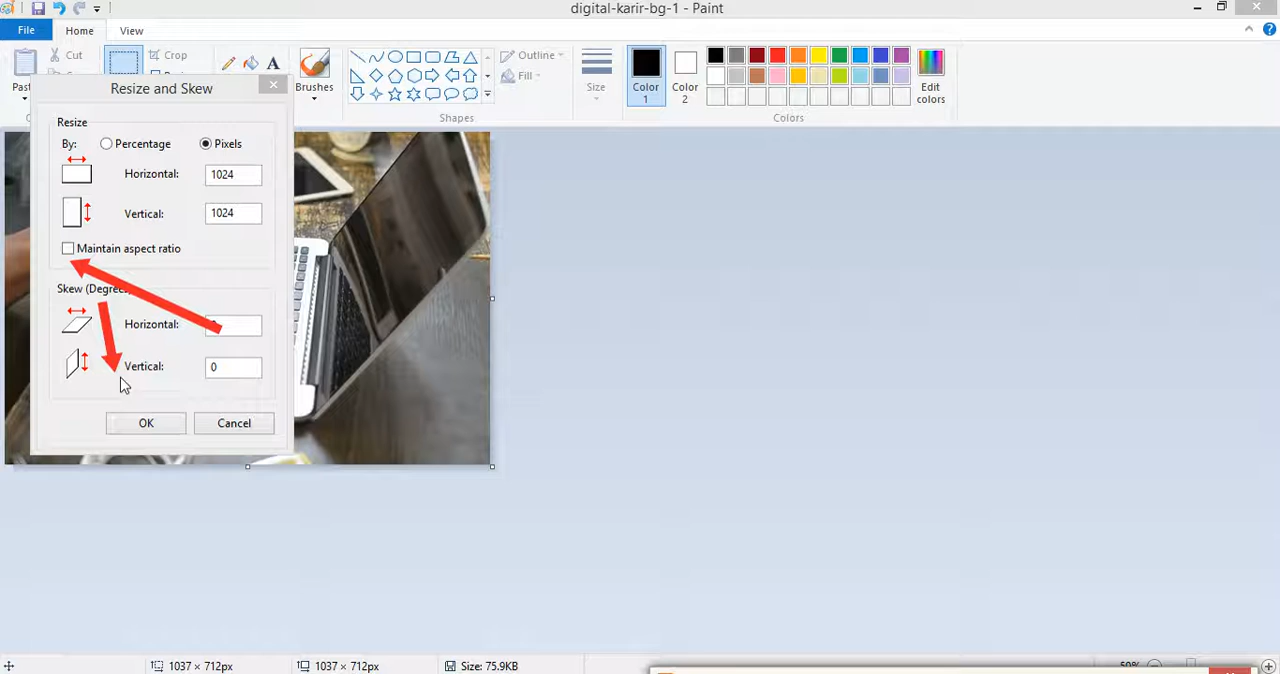 digital-karir-bg-1 - Paint
File Home View
Cut
Crop
Outline
Fill
Brushes
Size
Color
1
Color
2
Edit
colors
Shapes
Colors
Resize and Skew
Resize
By: Percentage Pixels
Horizontal: 1024
Vertical: 1024
Maintain aspect ratio
Skew (Degrees
Horizontal:
Vertical: 0
OK Cancel
1037 × 712px 1037 × 712px Size: 75.9KB